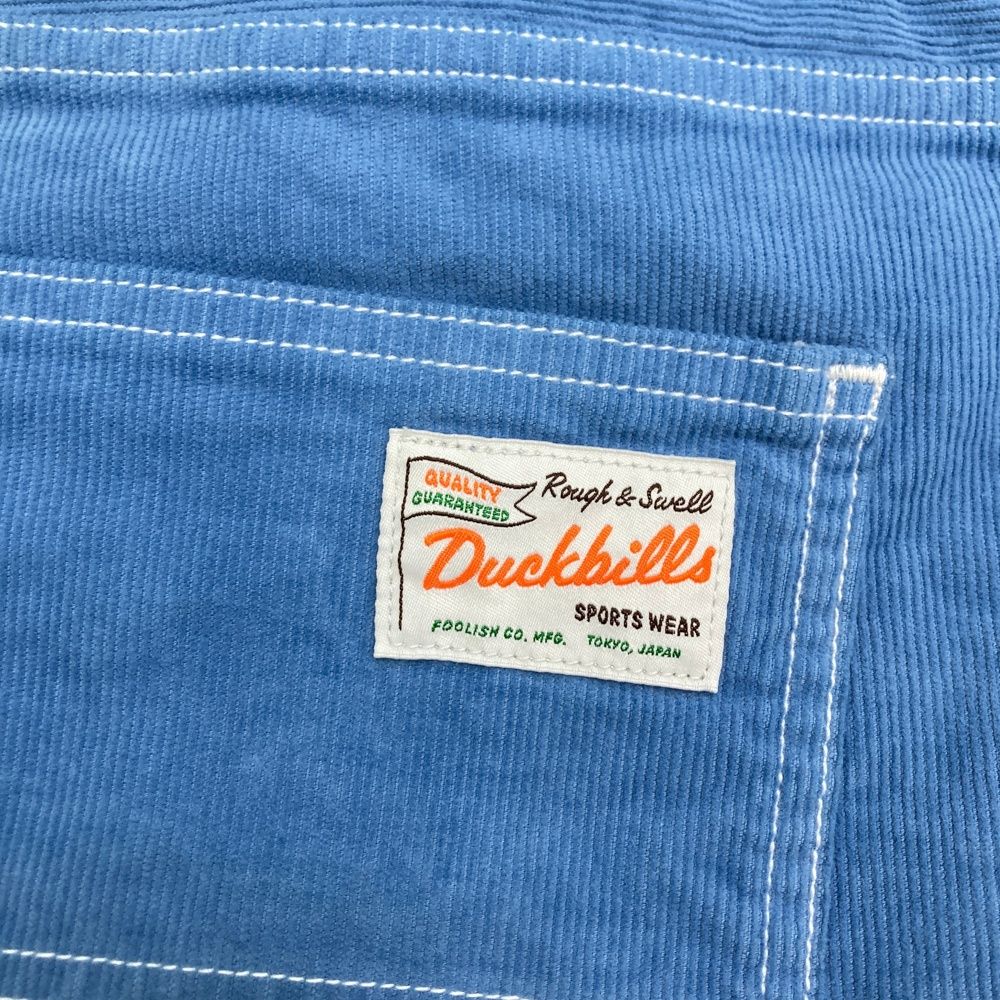 QUALITY
GUARANTEED
Rough & Swell
Duckbills
SPORTS WEAR
FOOLISH CO. MFG. TOKYO, JAPAN